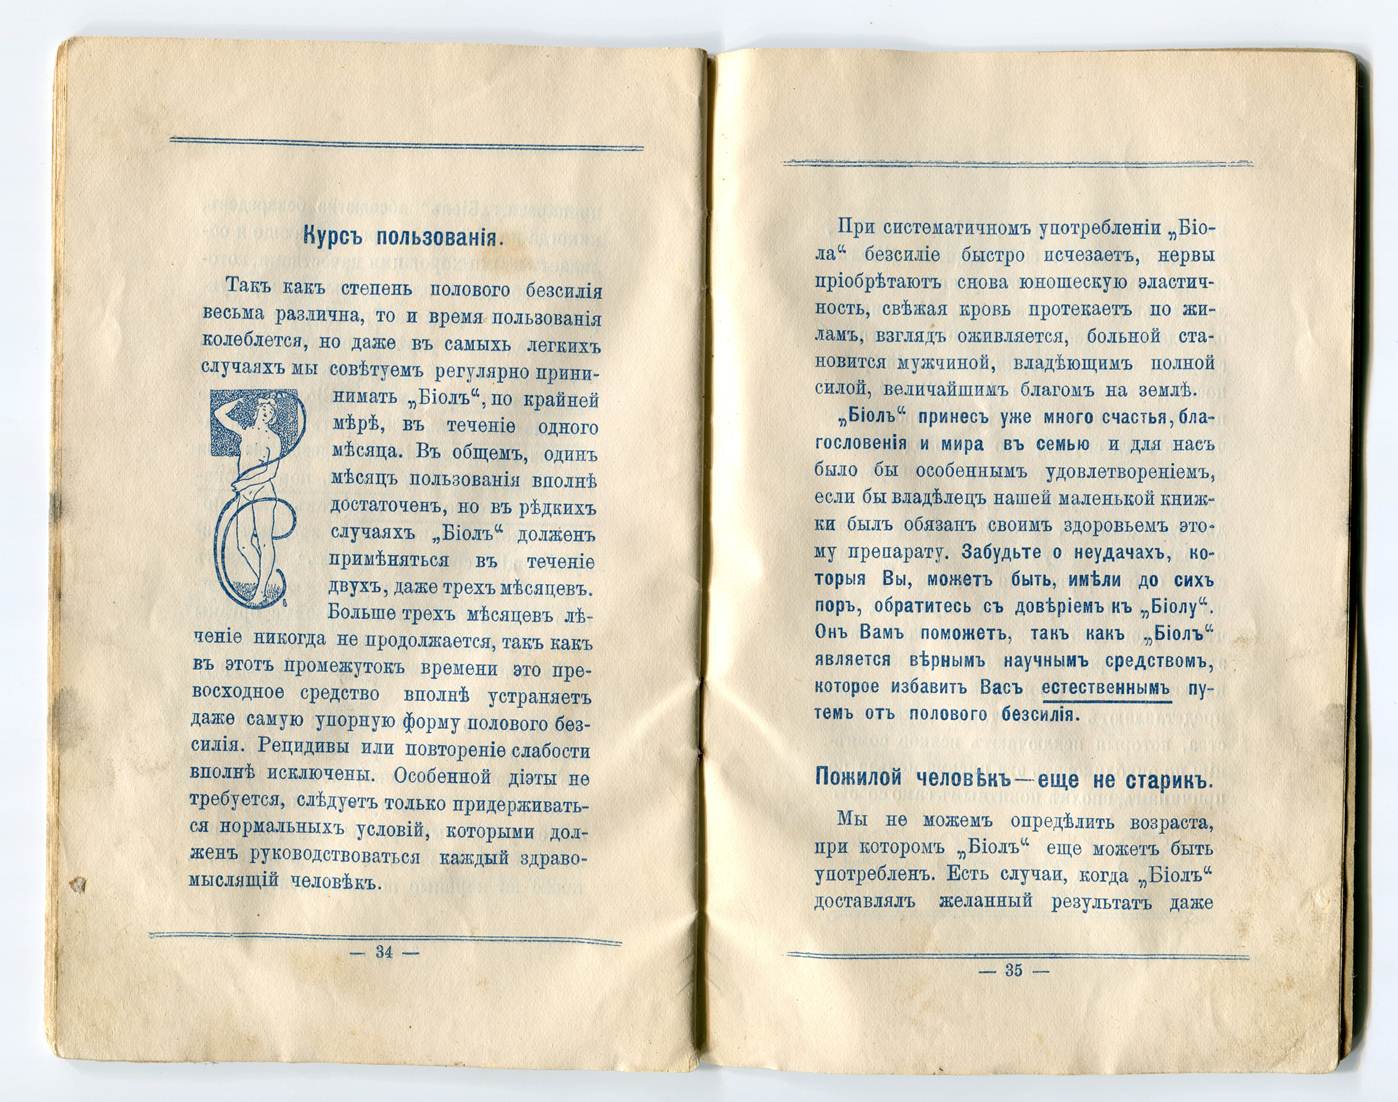 Курсъ пользованія.
Такъ какъ степень полового безсилія
весьма различна, то и время пользованія
колеблется, но даже въ самыхъ легкихъ
случаяхъ мы совѣтуемъ регулярно прини-
нимать „Біолъ“, по крайней
мѣрѣ, въ теченіе одного
мѣсяца. Въ общемъ, одинъ
мѣсяцъ пользованія вполнѣ
достаточенъ, но въ рѣдкихъ
случаяхъ „Біолъ“ долженъ
примѣняться въ теченіе
двухъ, даже трехъ мѣсяцевъ.
Больше трехъ мѣсяцевъ лѣ-
ченіе никогда не продолжается, такъ какъ
въ этотъ промежутокъ времени это пре-
восходное средство вполнѣ устраняетъ
даже самую упорную форму полового без-
силія. Рецидивы или повтореніе слабости
вполнѣ исключены. Особенной діэты не
требуется, слѣдуетъ только придерживать-
ся нормальныхъ условій, которыми дол-
женъ руководствоваться каждый здраво-
мыслящій человѣкъ.
— 34 —
При систематичномъ употребленіи „Біо-
ла“ безсиліе быстро исчезаетъ, нервы
пріобрѣтаютъ снова юношескую эластич-
ность, свѣжая кровь протекаетъ по жи-
ламъ, взглядъ оживляется, больной ста-
новится мужчиной, владѣющимъ полной
силой, величайшимъ благомъ на землѣ.
„Біолъ“ принесъ уже много счастья, бла-
гословенія и мира въ семью и для насъ
было бы особеннымъ удовлетвореніемъ,
если бы владѣлецъ нашей маленькой книж-
ки былъ обязанъ своимъ здоровьемъ это-
му препарату. Забудьте о неудачахъ, ко-
торыя Вы, можетъ быть, имѣли до сихъ
поръ, обратитесь съ довѣріемъ къ „Біолу“.
Онъ Вамъ поможетъ, такъ какъ „Біолъ“
является вѣрнымъ научнымъ средствомъ,
которое избавитъ Васъ естественнымъ пу-
темъ отъ полового безсилія.
Пожилой человѣкъ—еще не старикъ.
Мы не можемъ опредѣлить возраста,
при которомъ „Біолъ“ еще можетъ быть
употребленъ. Есть случаи, когда „Біолъ“
доставлялъ желанный результатъ даже
— 35 —